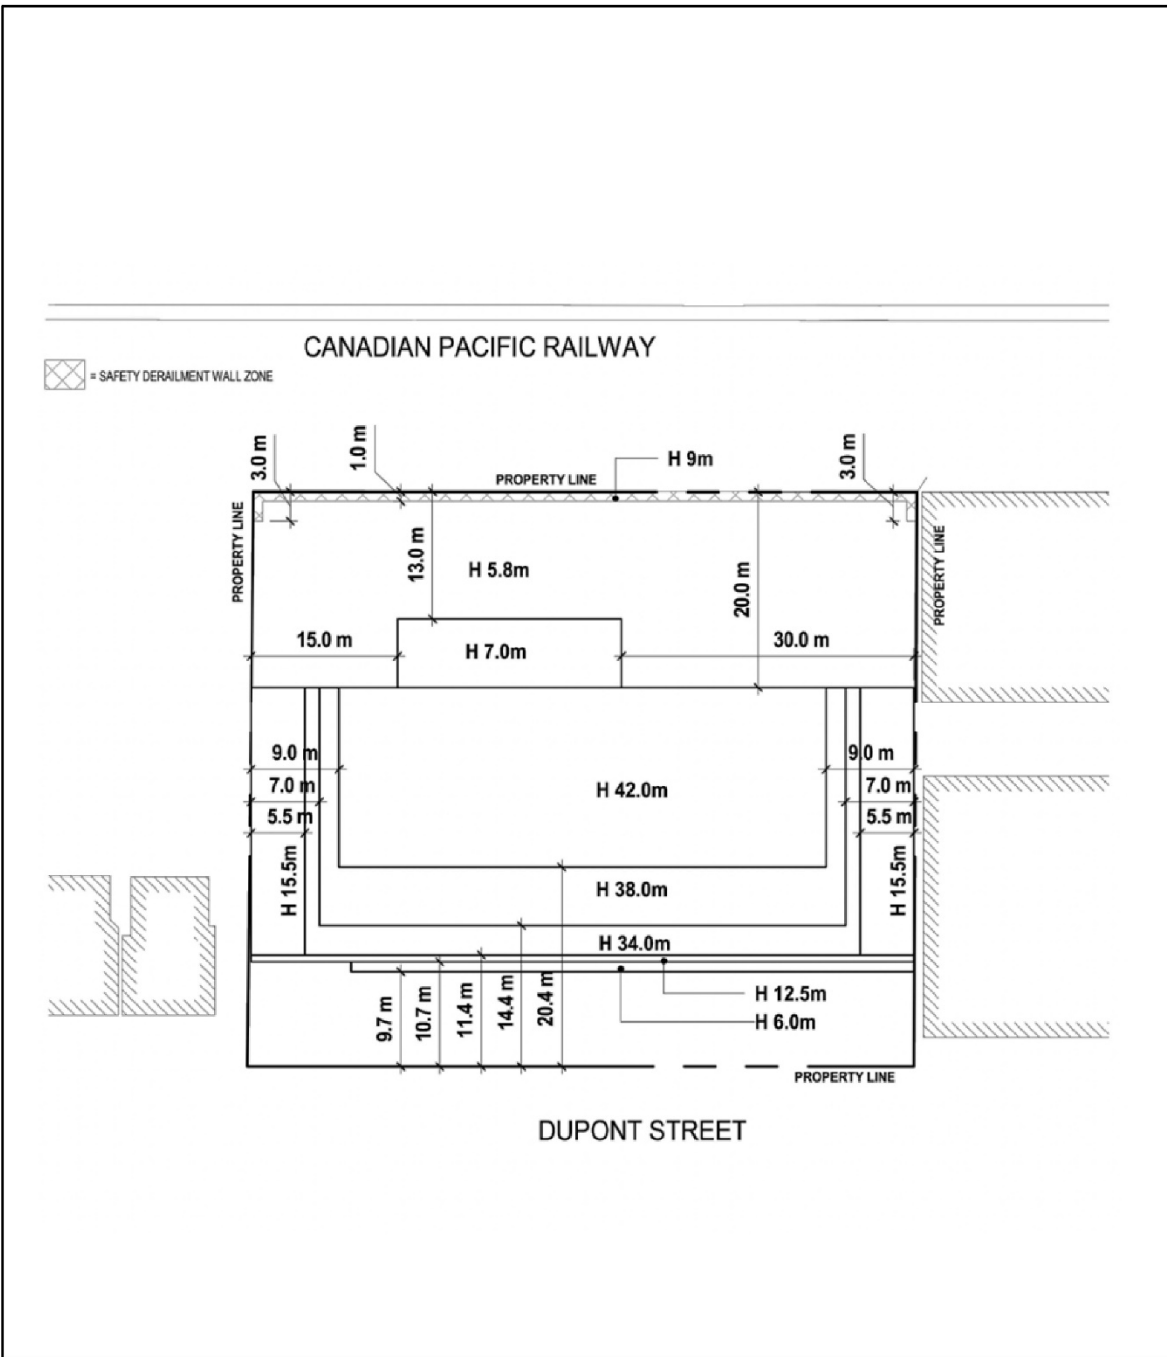 CANADIAN PACIFIC RAILWAY
= SAFETY DERAILMENT WALL ZONE
3.0 m
1.0 m
H 9m
3.0 m
PROPERTY LINE
PROPERTY LINE
PROPERTY LINE
13.0 m
H 5.8m
20.0 m
15.0 m
H 7.0m
30.0 m
9.0 m
9.0 m
7.0 m
H 42.0m
7.0 m
5.5 m
5.5 m
H 15.5m
H 38.0m
H 15.5m
H 34.0m
9.7 m
10.7 m
11.4 m
14.4 m
20.4 m
H 12.5m
H 6.0m
PROPERTY LINE
DUPONT STREET